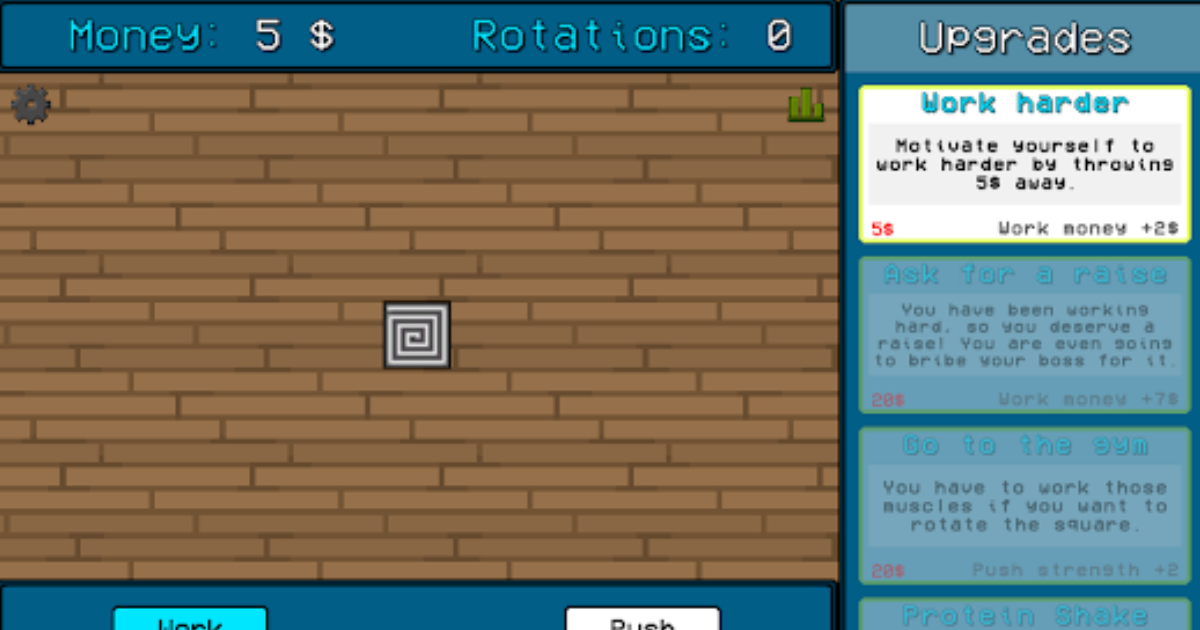 Money: 5 $
Rotations: 0
Upgrades
Work harder
Motivate yourself to
work harder by throwing
5$ away.
5$
Work money +2$
Ask for a raise
You have been working
hard, so you deserve a
raise! You are even going
to bribe your boss for it.
20$
Work money +7$
Go to the gym
You have to work those
muscles if you want to
rotate the square.
20$
Push strength +2
Protein Shake
Work
Push